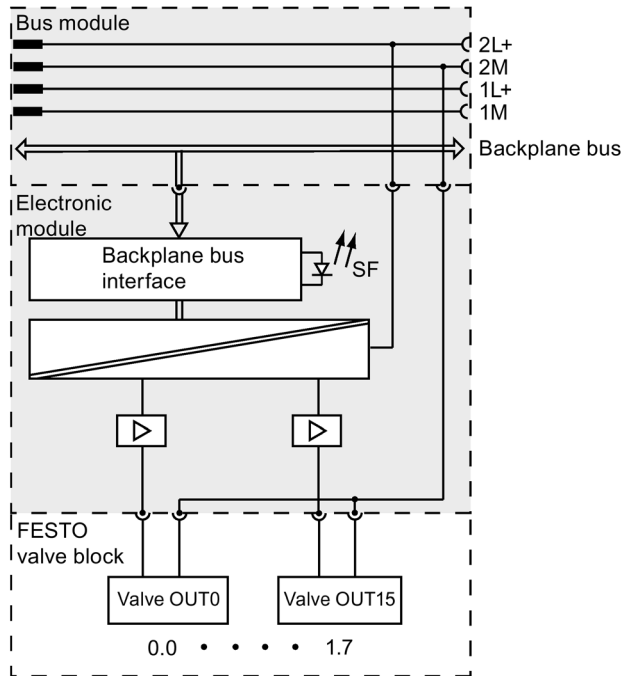 Bus module
2L+
2M
1L+
1M
Backplane bus
Electronic
module
Backplane bus
interface
SF
FESTO
valve block
Valve OUT0
Valve OUT15
0.0 • • • • 1.7